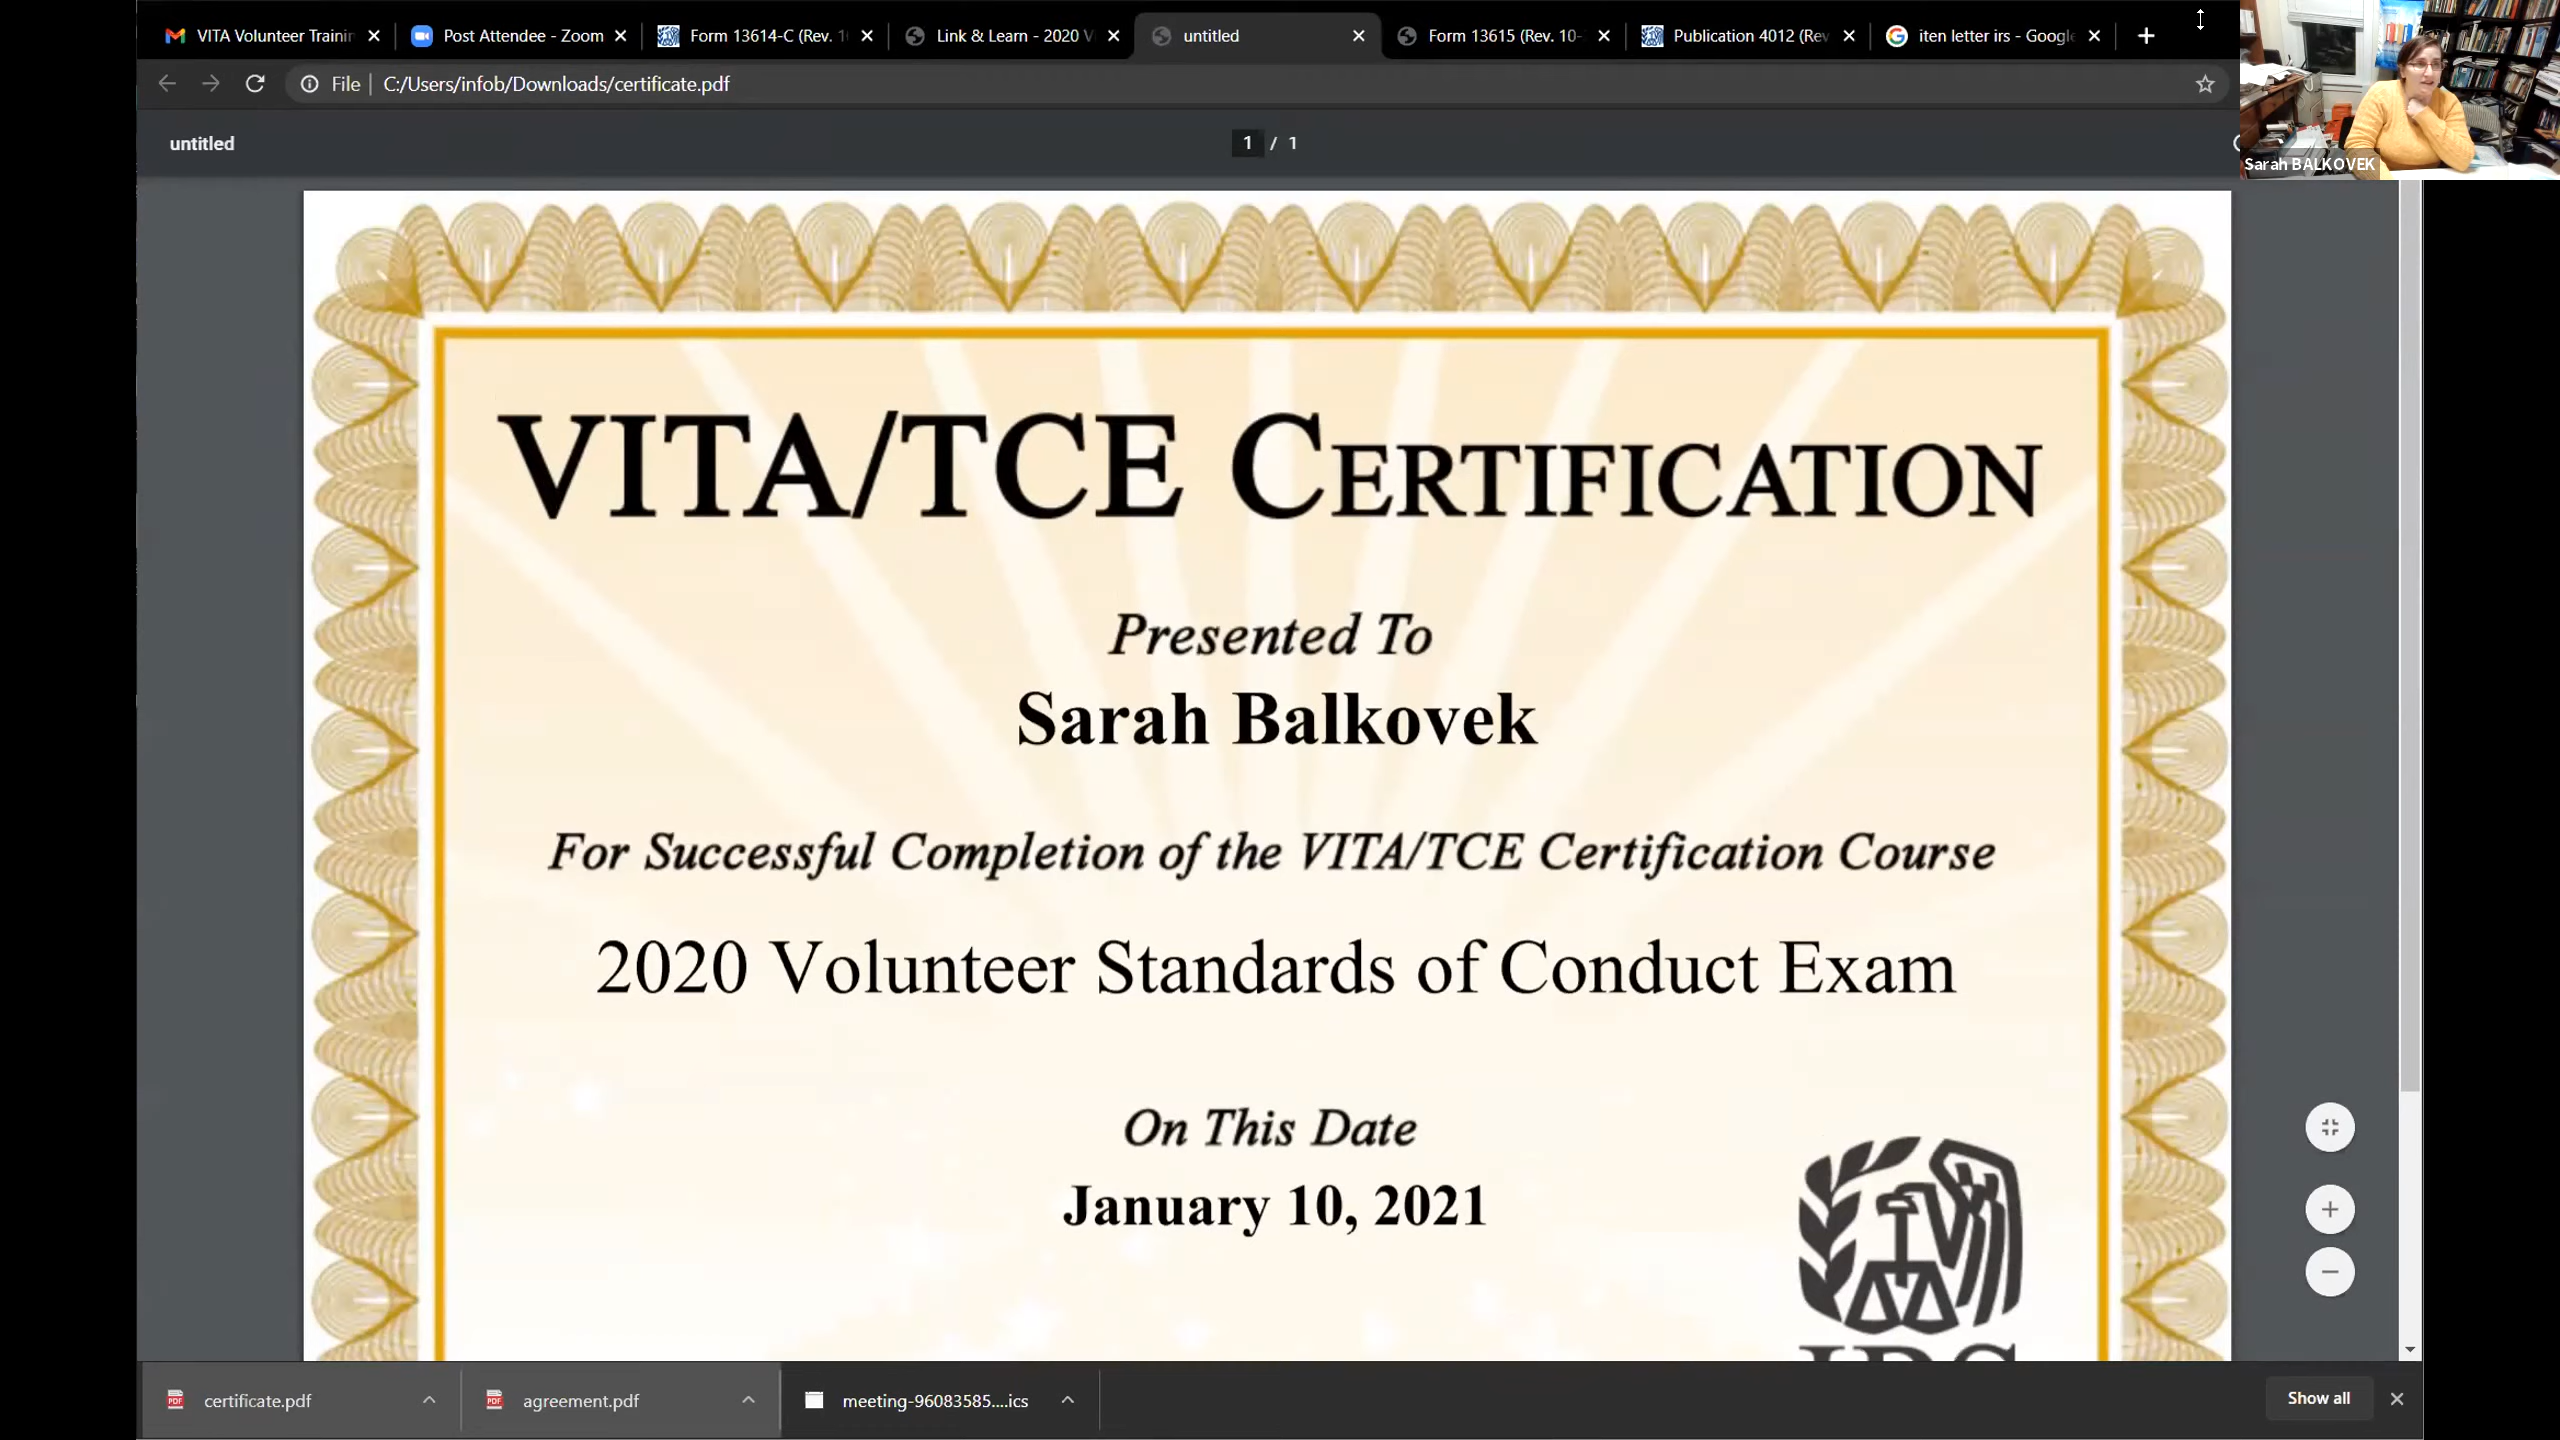 VITA Volunteer Trainin
Post Attendee - Zoom
Form 13614-C (Rev. 1
Link & Learn - 2020 V
untitled
Form 13615 (Rev. 10-
Publication 4012 (Rev
iten letter irs - Google
File
C:/Users/infob/Downloads/certificate.pdf
Sarah BALKOVEK
untitled
1 / 1
VITA/TCE CERTIFICATION
Presented To
Sarah Balkovek
For Successful Completion of the VITA/TCE Certification Course
2020 Volunteer Standards of Conduct Exam
On This Date
January 10, 2021
IRS
certificate.pdf
agreement.pdf
meeting-96083585....ics
Show all